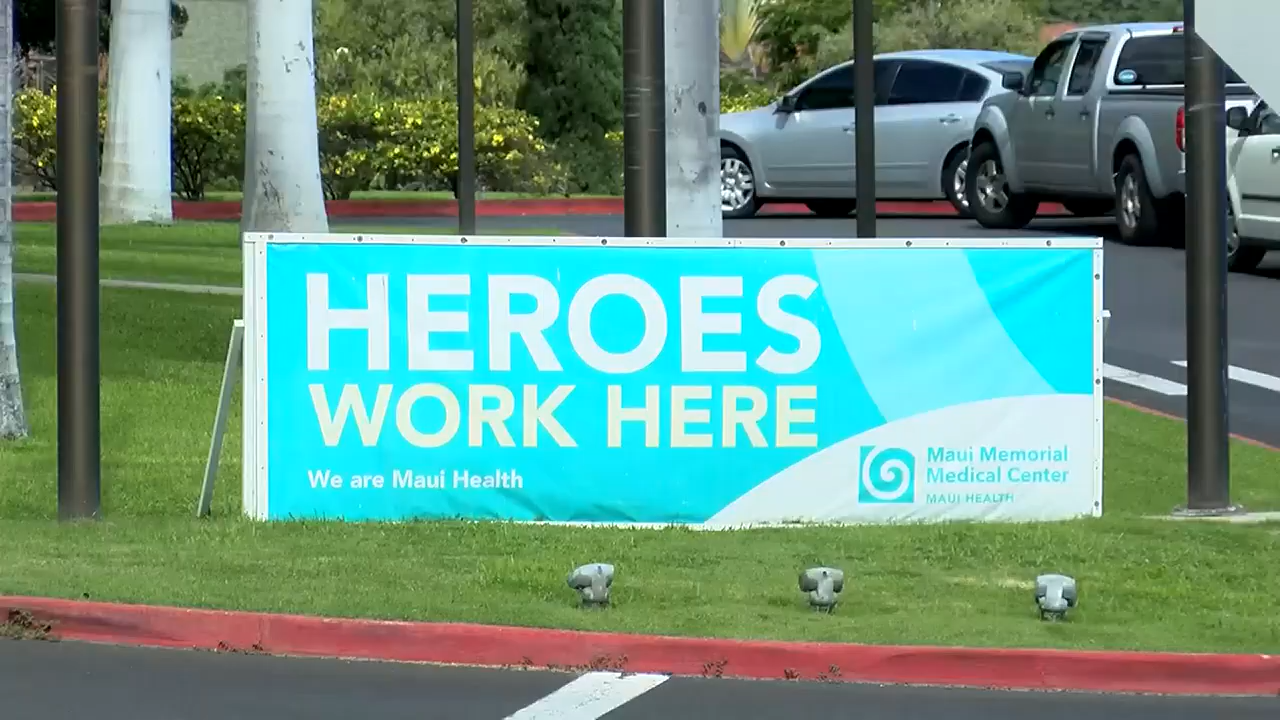 HEROES
WORK HERE
We are Maui Health
Maui Memorial
Medical Center
MAUI HEALTH